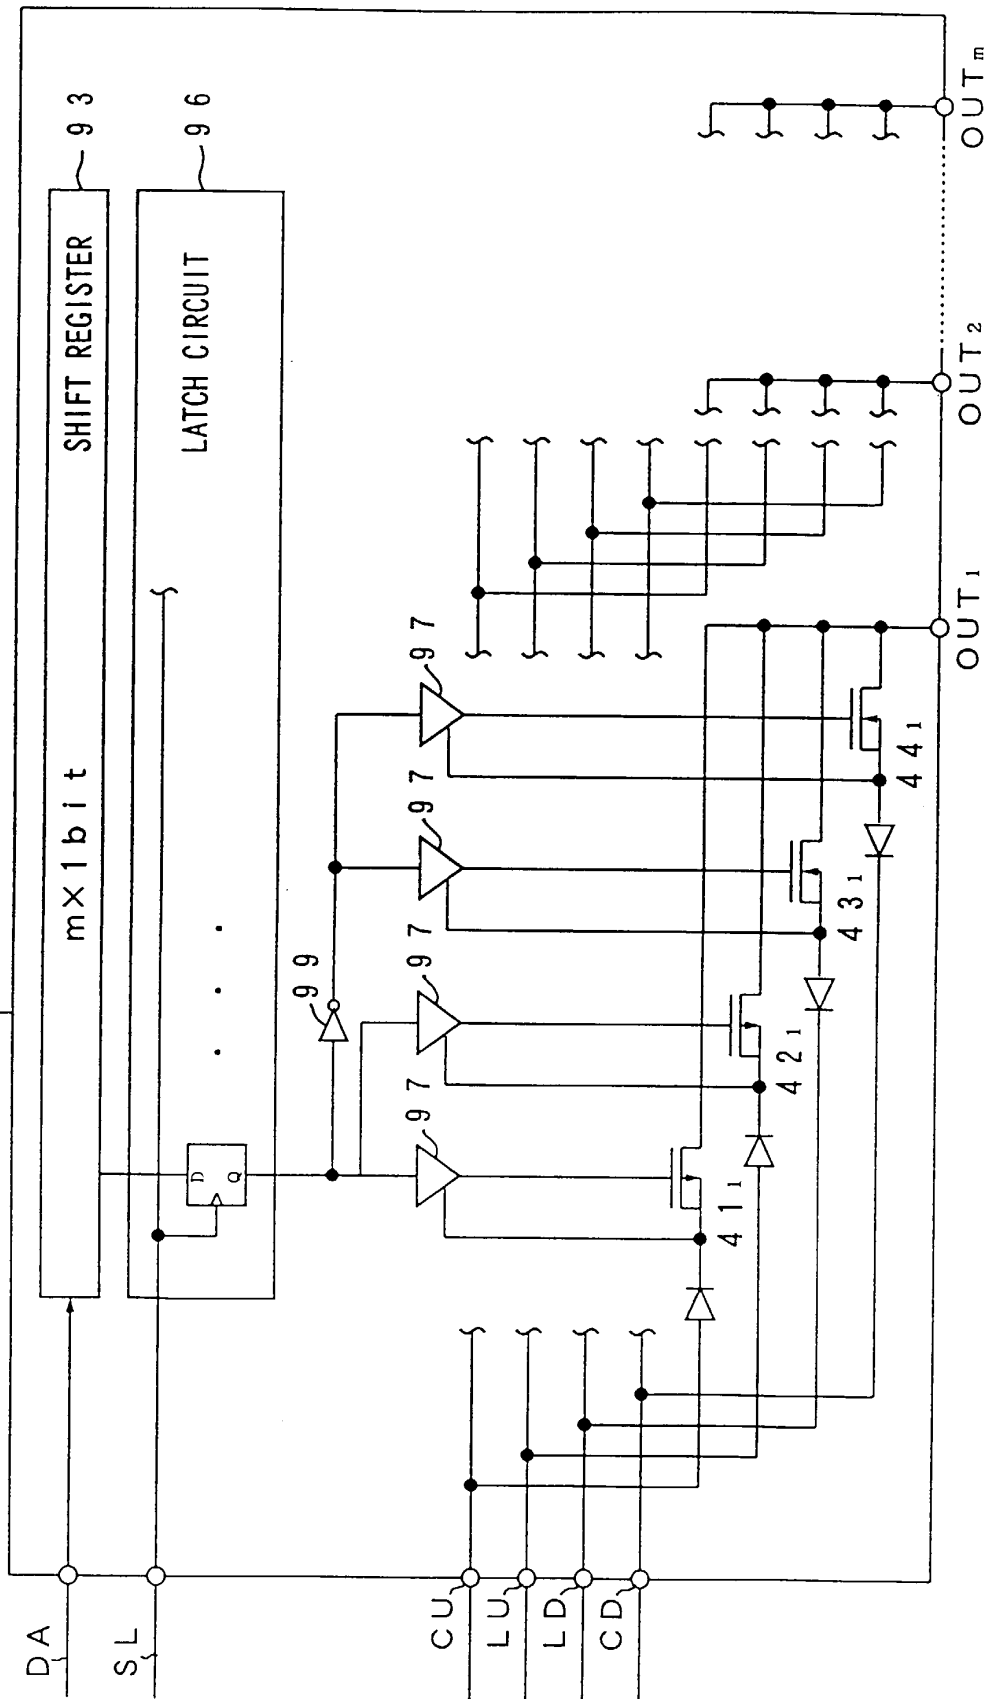 DA
SL
CU
LU
LD
CD
m×1bit SHIFT REGISTER
93
LATCH CIRCUIT
96
D
Q
99
97
97
97
97
41₁
42₁
43₁
44₁
OUT₁
OUT₂
OUTₘ